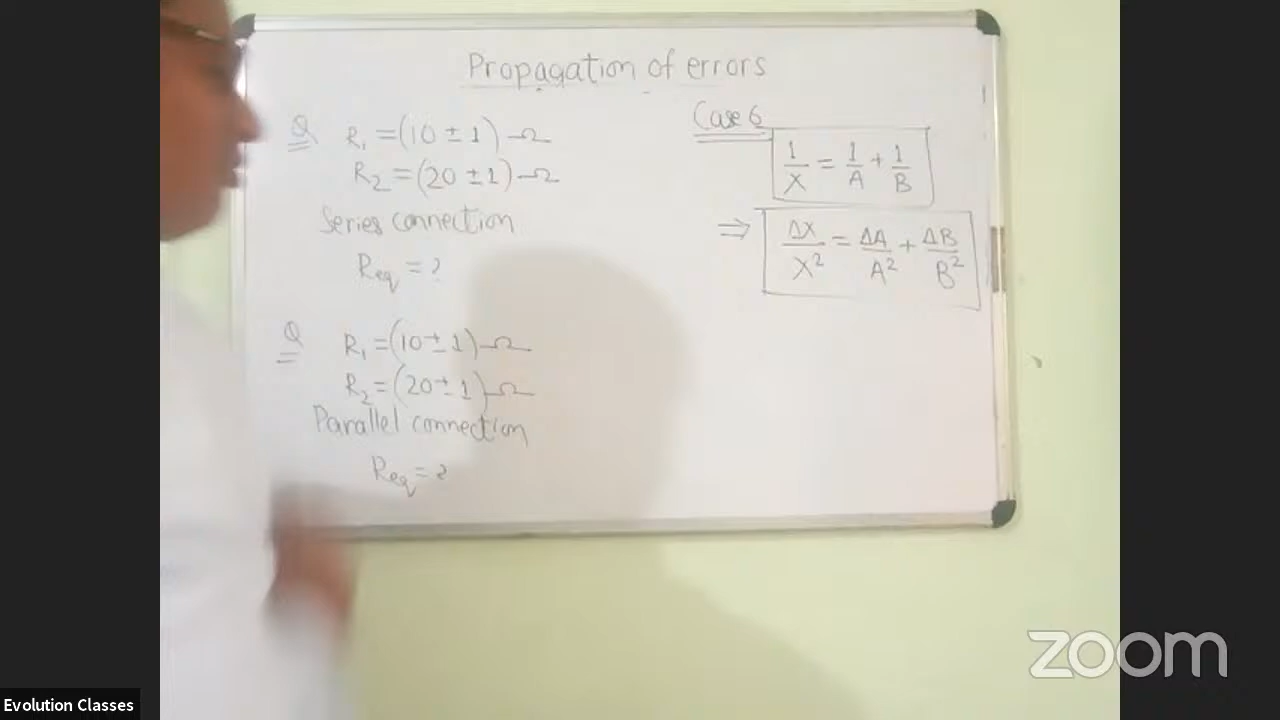 Propagation of errors
Q R₁ = (10 ± 1) Ω
R₂ = (20 ± 1) Ω
Series connection
Req = ?
Q R₁ = (10 ± 1) Ω
R₂ = (20 ± 1) Ω
Parallel connection
Req = ?
Case 6
1/X = 1/A + 1/B
⇒ ΔX/X² = ΔA/A² + ΔB/B²
zoom
Evolution Classes